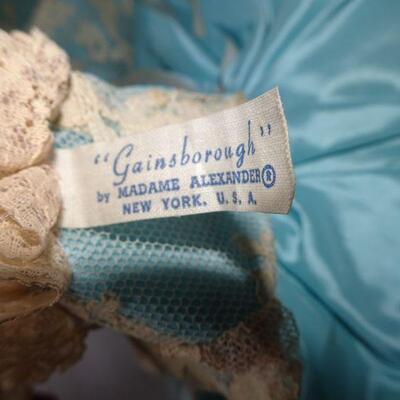 "Gainsborough"
by MADAME ALEXANDER®
NEW YORK, U. S. A.